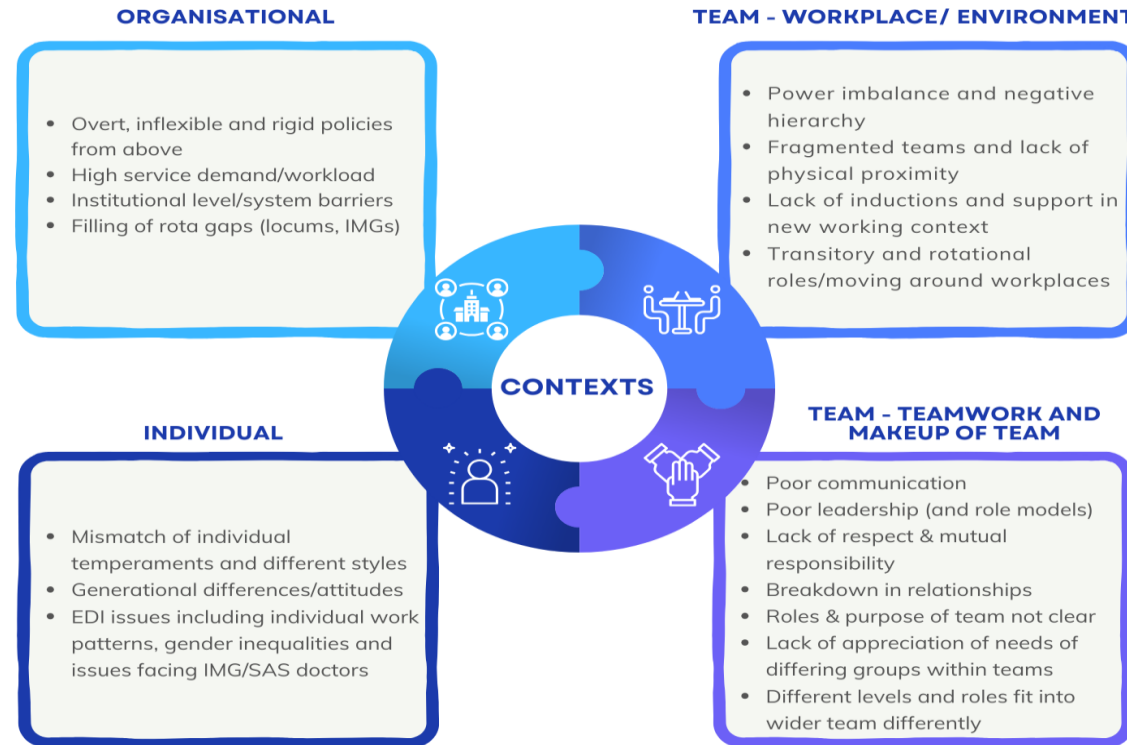 ORGANISATIONAL
• Overt, inflexible and rigid policies
from above
• High service demand/workload
• Institutional level/system barriers
• Filling of rota gaps (locums, IMGs)
TEAM - WORKPLACE/ ENVIRONMENT
• Power imbalance and negative
hierarchy
• Fragmented teams and lack of
physical proximity
• Lack of inductions and support in
new working context
• Transitory and rotational
roles/moving around workplaces
CONTEXTS
INDIVIDUAL
• Mismatch of individual
temperaments and different styles
• Generational differences/attitudes
• EDI issues including individual work
patterns, gender inequalities and
issues facing IMG/SAS doctors
TEAM - TEAMWORK AND
MAKEUP OF TEAM
• Poor communication
• Poor leadership (and role models)
• Lack of respect & mutual
responsibility
• Breakdown in relationships
• Roles & purpose of team not clear
• Lack of appreciation of needs of
differing groups within teams
• Different levels and roles fit into
wider team differently